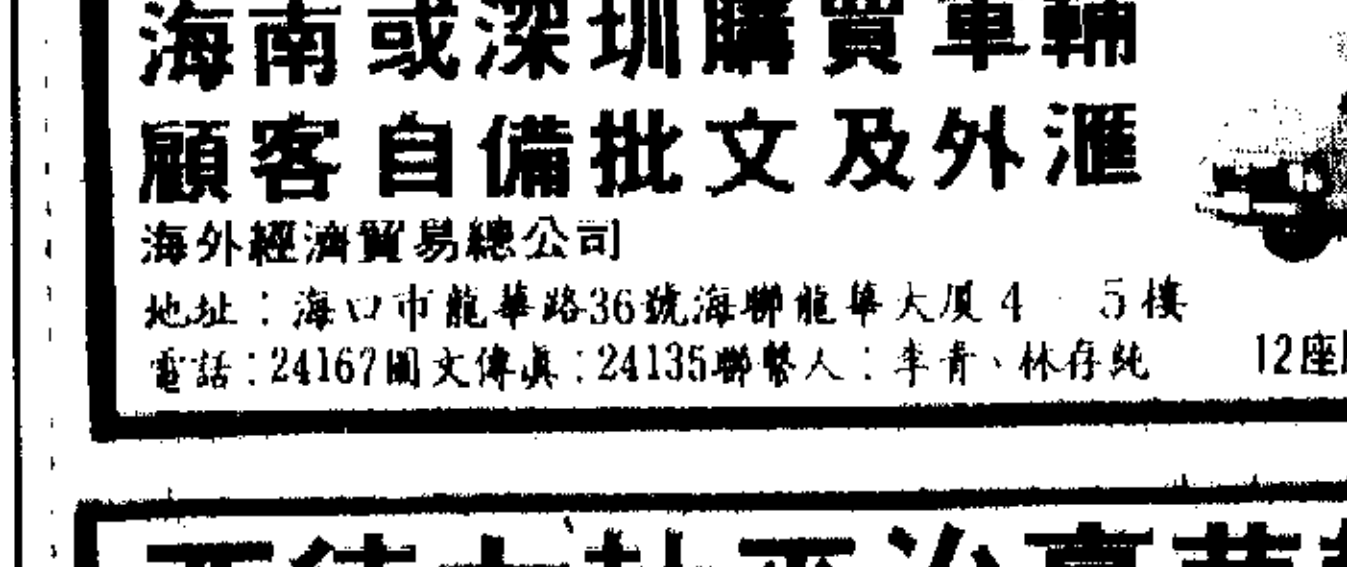 海南或深圳購買車輛
顧客自備批文及外滙
海外經濟貿易總公司
地址：海口市龍華路36號海聯龍華大厦4 5樓
電話：24167圖文傳眞：24135聯繫人：李青、林存純
12座